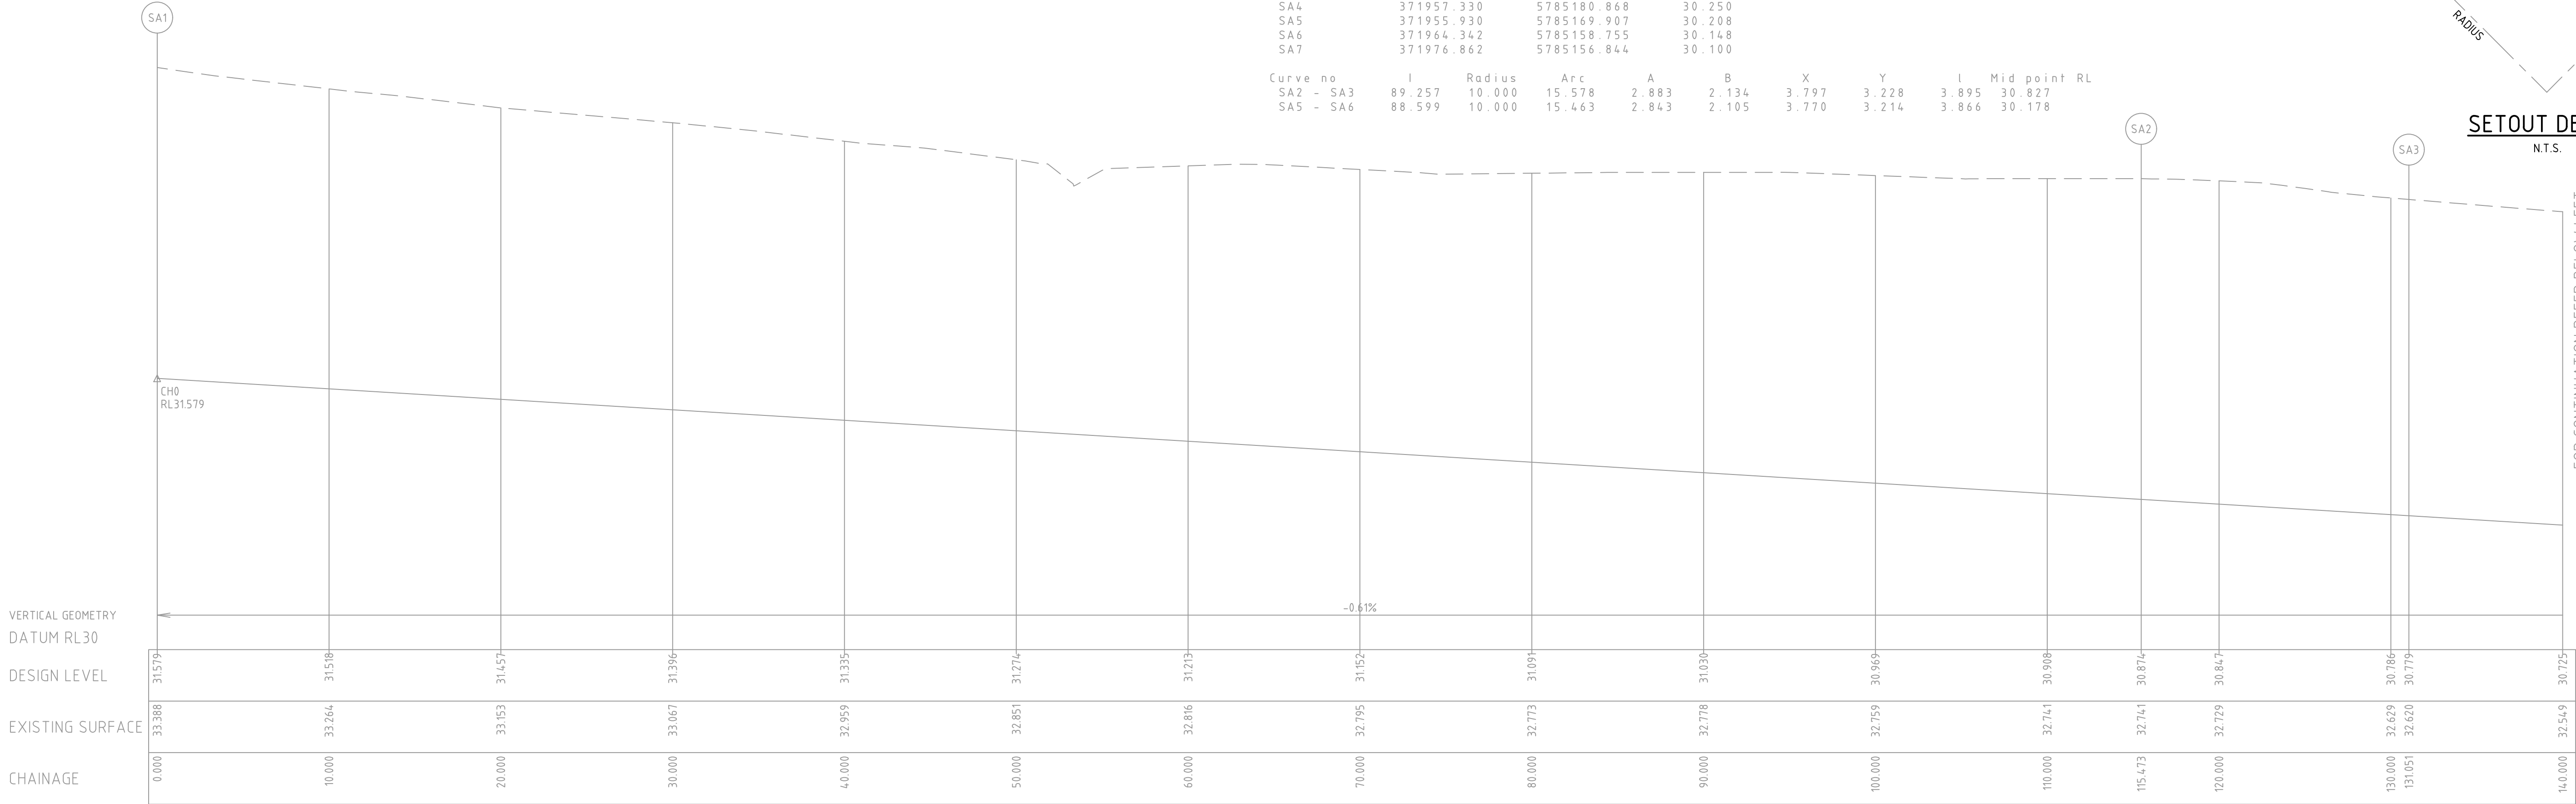 SA1
SA4 371957.330 5785180.868 30.250
SA5 371955.930 5785169.907 30.208
SA6 371964.342 5785158.755 30.148
SA7 371976.862 5785156.844 30.100
RADIUS
Curve no I Radius Arc A B X Y l Mid point RL
SA2 - SA3 89.257 10.000 15.578 2.883 2.134 3.797 3.228 3.895 30.827
SA5 - SA6 88.599 10.000 15.463 2.843 2.105 3.770 3.214 3.866 30.178
SETOUT DE
N.T.S.
SA2
SA3
CH0
RL31.579
VERTICAL GEOMETRY
-0.61%
DATUM RL30
DESIGN LEVEL 31.579 31.518 31.457 31.396 31.335 31.274 31.213 31.152 31.091 31.030 30.969 30.908 30.874 30.847 30.786 30.779 30.725
EXISTING SURFACE 33.388 33.264 33.153 33.067 32.959 32.851 32.816 32.795 32.773 32.778 32.759 32.741 32.741 32.729 32.629 32.620 32.549
CHAINAGE 0.000 10.000 20.000 30.000 40.000 50.000 60.000 70.000 80.000 90.000 100.000 110.000 115.473 120.000 130.000 131.051 140.000